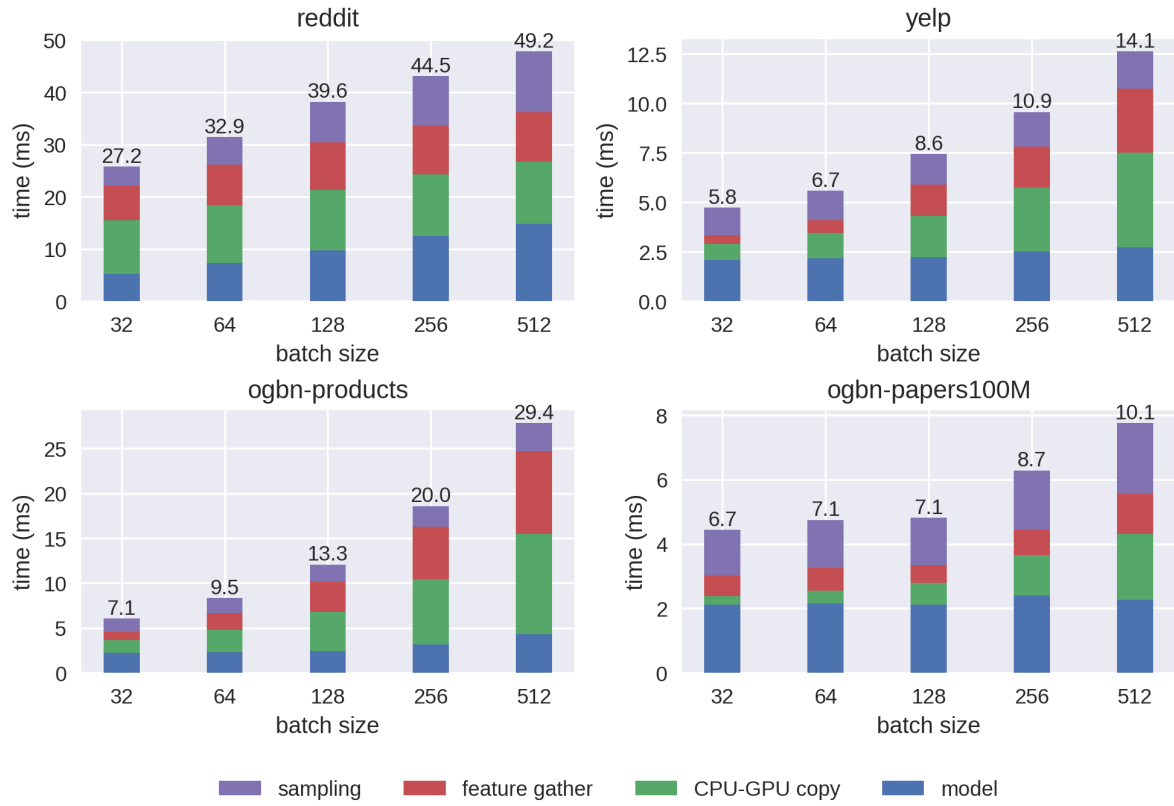 reddit
50
40
30
20
10
0
time (ms)
27.2
32.9
39.6
44.5
49.2
32 64 128 256 512
batch size
yelp
12.5
10.0
7.5
5.0
2.5
0.0
time (ms)
5.8
6.7
8.6
10.9
14.1
32 64 128 256 512
batch size
ogbn-products
25
20
15
10
5
0
time (ms)
7.1
9.5
13.3
20.0
29.4
32 64 128 256 512
batch size
ogbn-papers100M
8
6
4
2
0
time (ms)
6.7
7.1
7.1
8.7
10.1
32 64 128 256 512
batch size
sampling feature gather CPU-GPU copy model